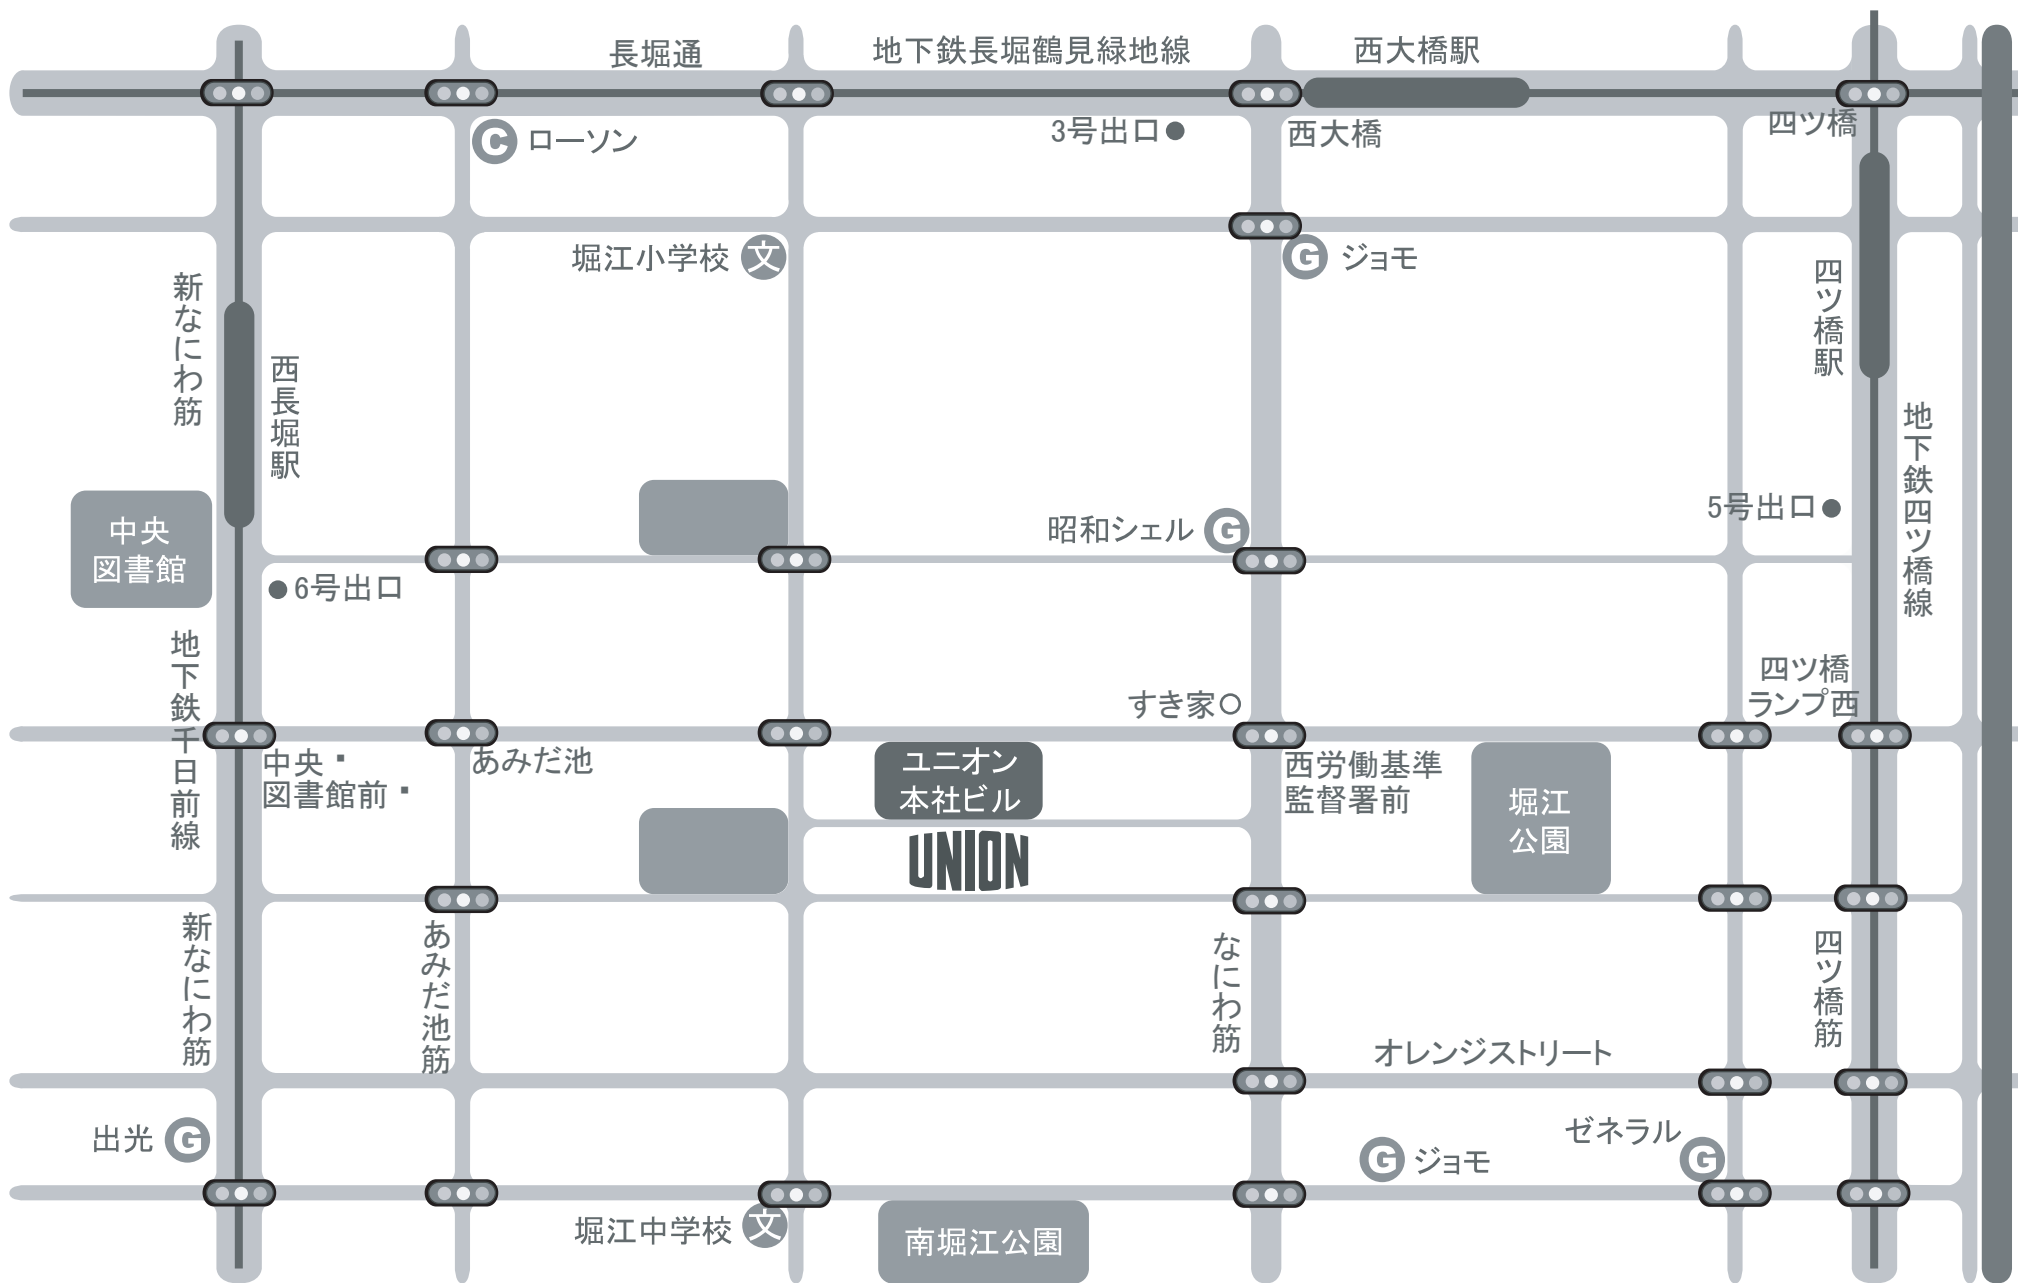 長堀通
地下鉄長堀鶴見緑地線
西大橋駅
C ローソン
3号出口
西大橋
四ツ橋
堀江小学校 文
G ジョモ
新なにわ筋
西長堀駅
四ツ橋駅
地下鉄四ツ橋線
中央
図書館
昭和シェル G
5号出口
6号出口
地下鉄千日前線
すき家
四ツ橋
ランプ西
中央・
図書館前・
あみだ池
ユニオン
本社ビル
UNION
西労働基準
監督署前
堀江
公園
新なにわ筋
あみだ池筋
なにわ筋
四ツ橋筋
オレンジストリート
出光 G
G ジョモ
ゼネラル G
堀江中学校 文
南堀江公園